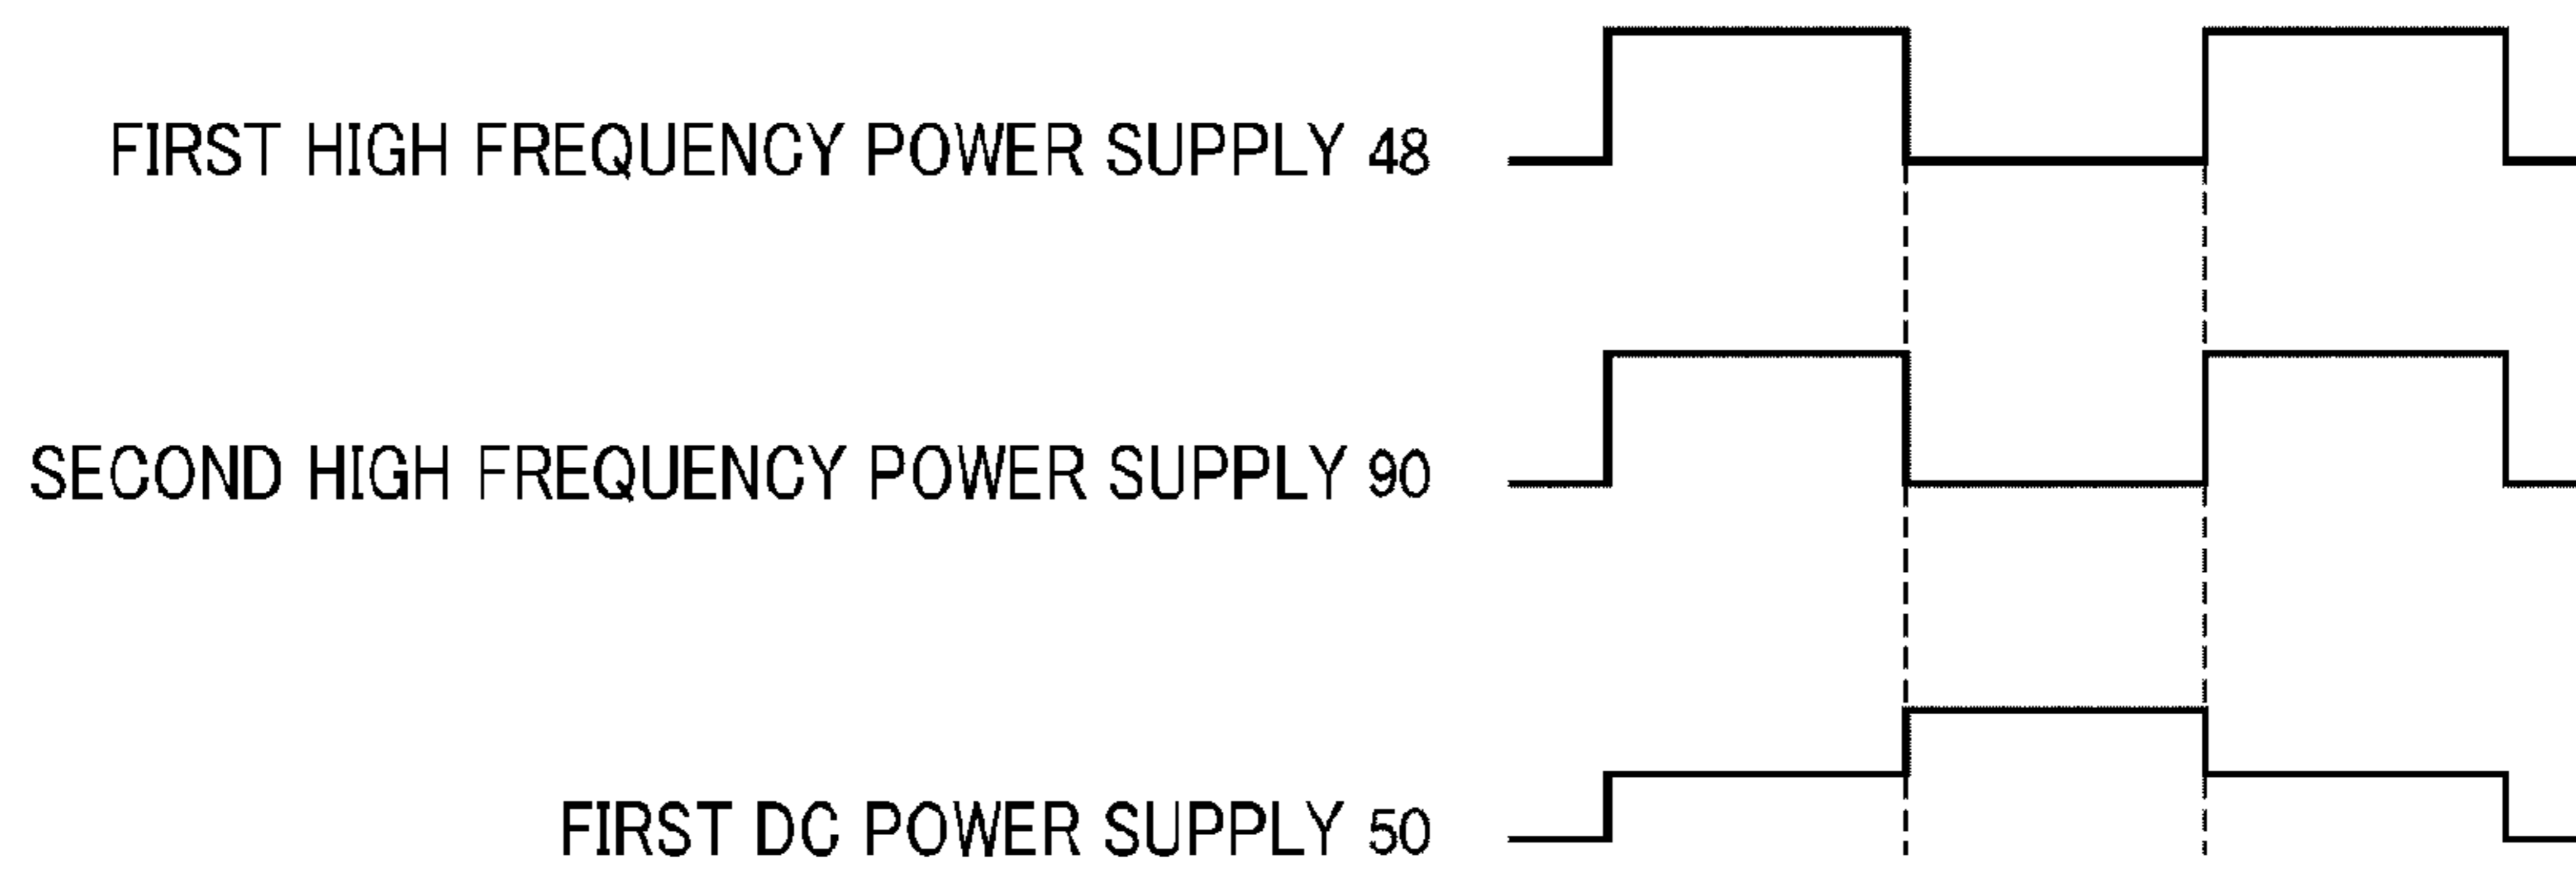 FIRST HIGH FREQUENCY POWER SUPPLY 48
SECOND HIGH FREQUENCY POWER SUPPLY 90
FIRST DC POWER SUPPLY 50